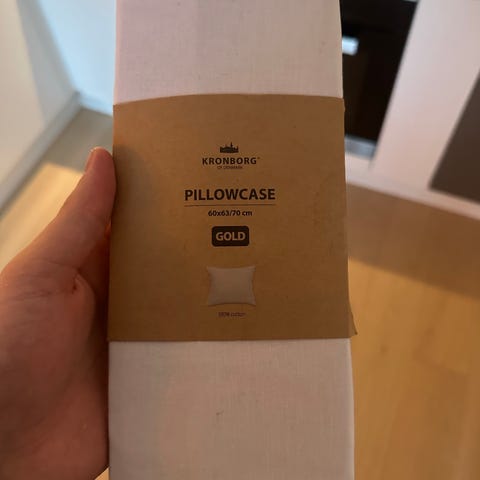 KRONBORG®
OF DENMARK
PILLOWCASE
60x63/70 cm
GOLD
100% cotton